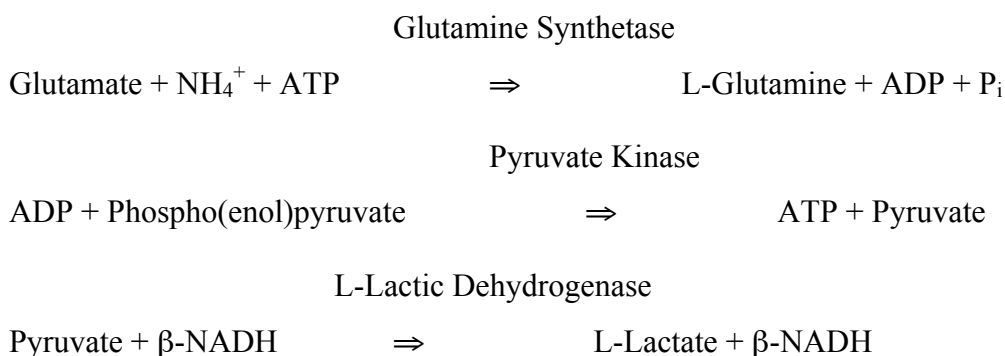 Glutamine Synthetase
Glutamate + NH₄⁺ + ATP ⇒ L-Glutamine + ADP + Pᵢ
Pyruvate Kinase
ADP + Phospho(enol)pyruvate ⇒ ATP + Pyruvate
L-Lactic Dehydrogenase
Pyruvate + β-NADH ⇒ L-Lactate + β-NADH